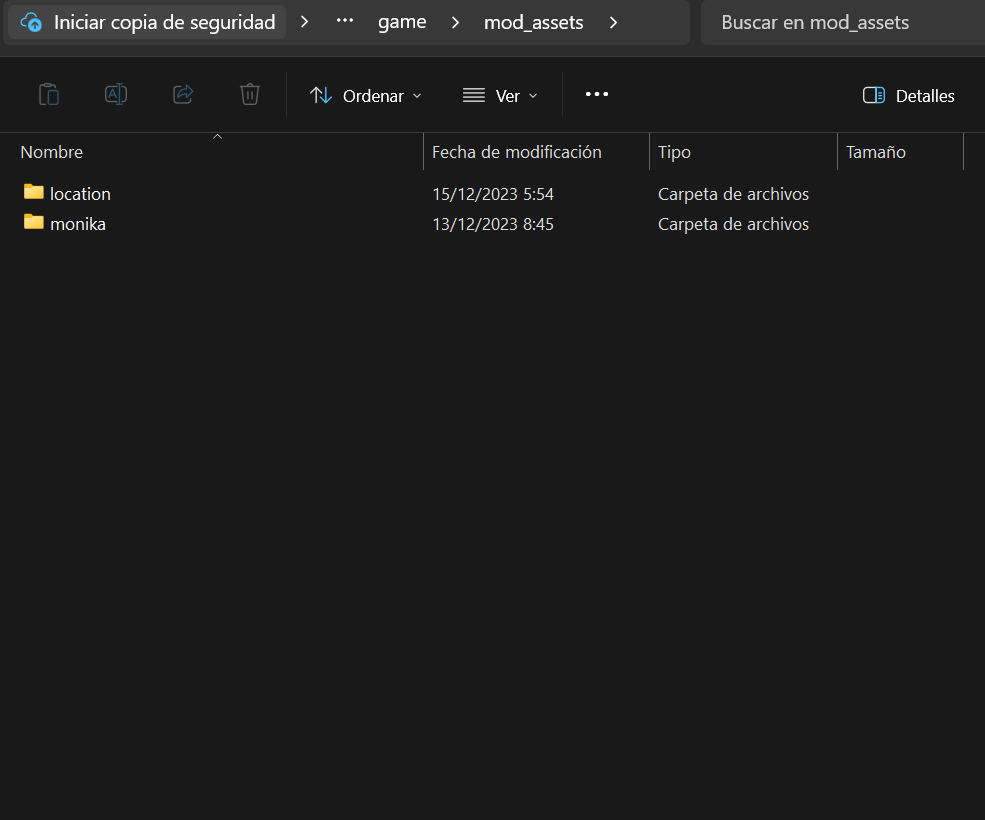 Iniciar copia de seguridad > ... game > mod_assets > Buscar en mod_assets
Ordenar Ver ... Detalles
Nombre Fecha de modificación Tipo Tamaño
location 15/12/2023 5:54 Carpeta de archivos
monika 13/12/2023 8:45 Carpeta de archivos